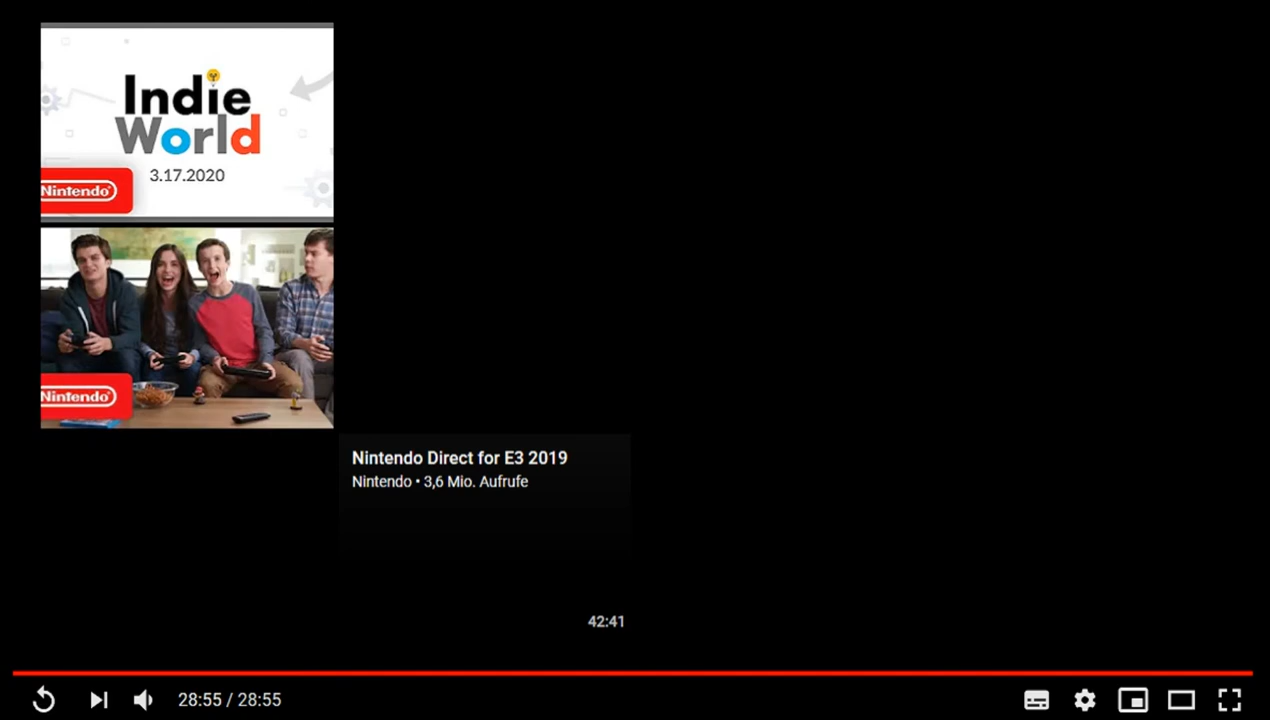 Indie
World
3.17.2020
Nintendo
Nintendo
Nintendo Direct for E3 2019
Nintendo • 3,6 Mio. Aufrufe
42:41
28:55 / 28:55